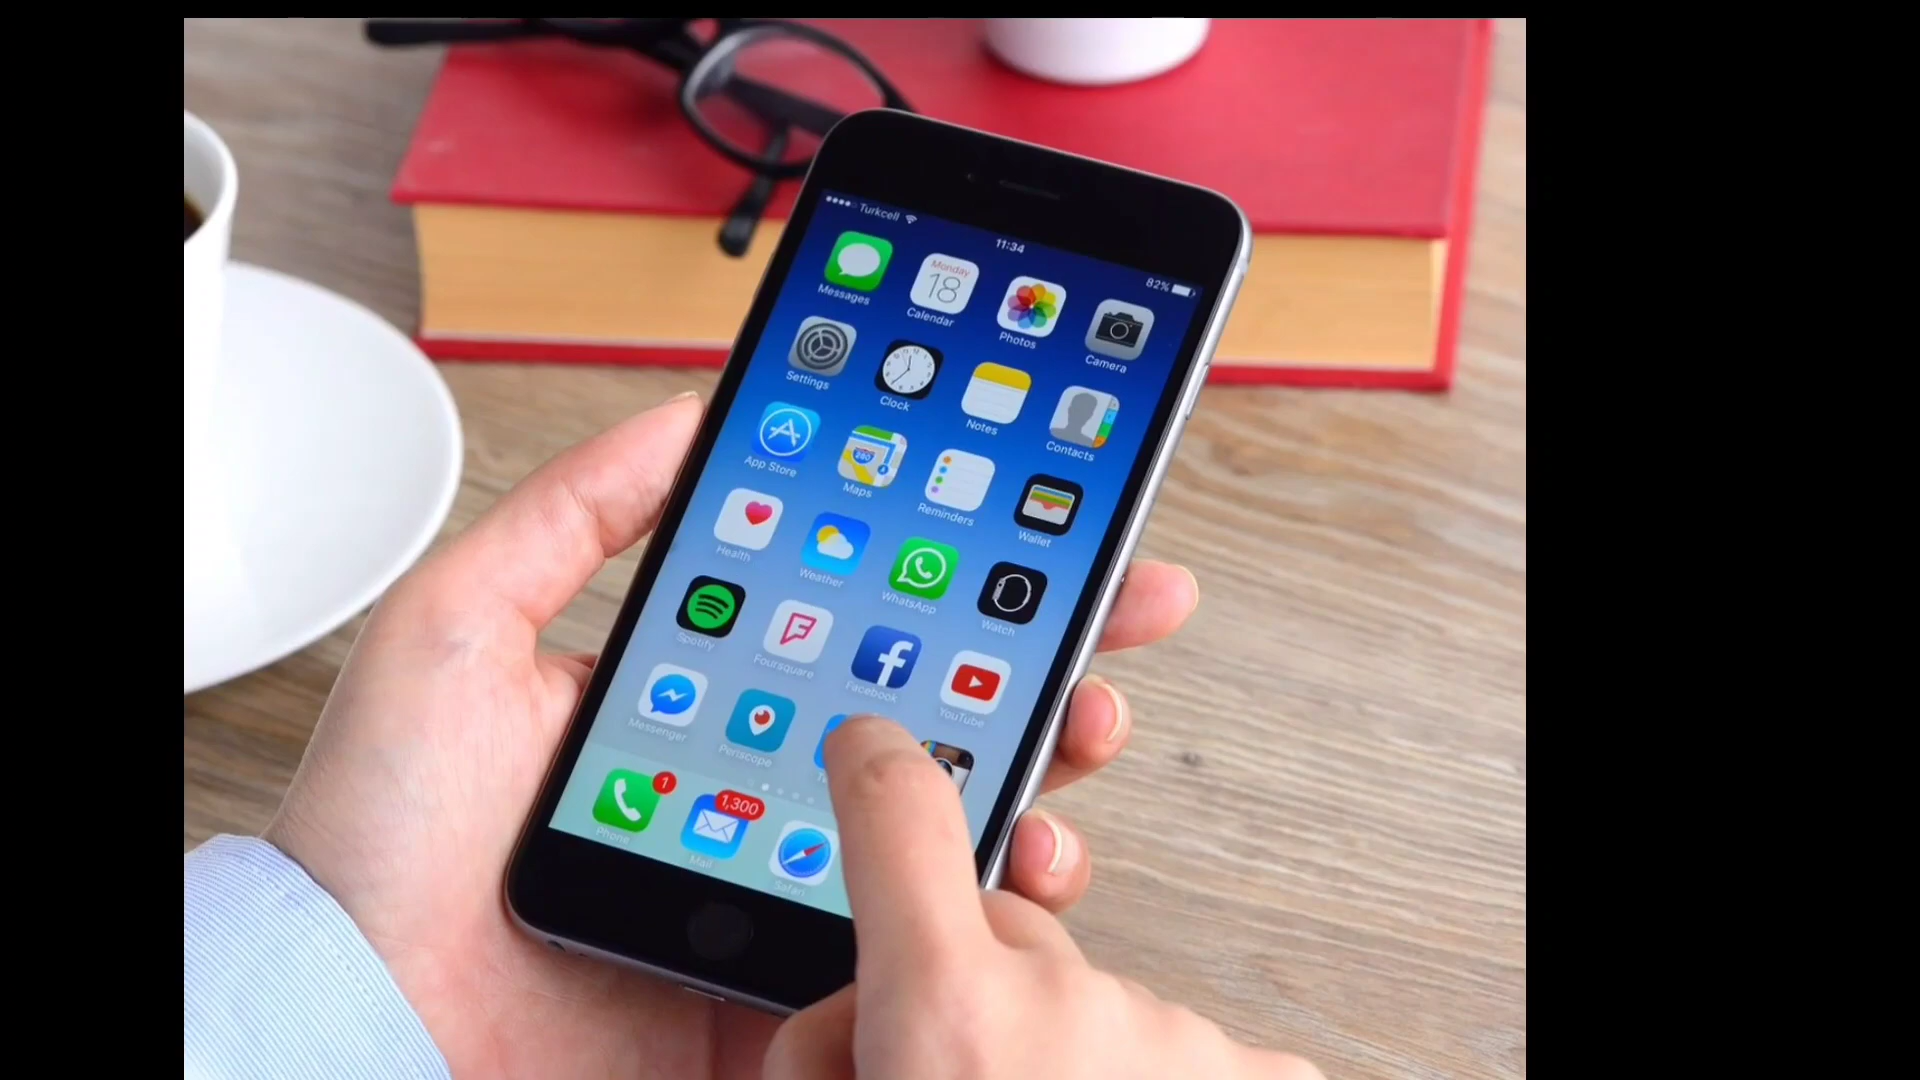 Turkcell
11:34
82%
Monday
18
Messages
Calendar
Photos
Camera
Settings
Clock
Notes
Contacts
280
App Store
Maps
Reminders
Wallet
Health
Weather
WhatsApp
Watch
Spotify
Foursquare
Facebook
YouTube
Messenger
Periscope
1
1,300
Phone
Mail
Safari